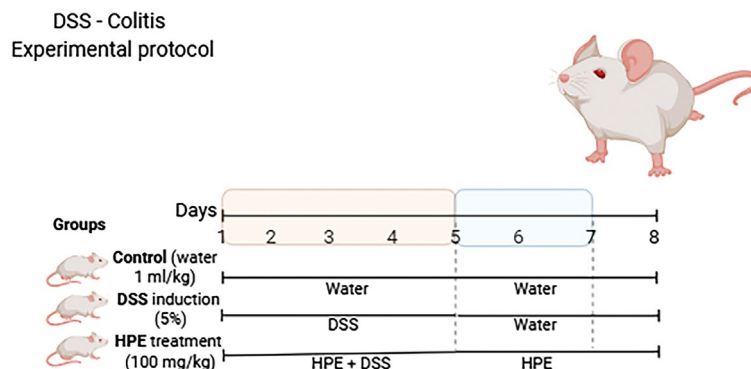 DSS - Colitis
Experimental protocol
Days
1 2 3 4 5 6 7 8
Groups
Control (water
1 ml/kg)
Water Water
DSS induction
(5%)
DSS Water
HPE treatment
(100 mg/kg)
HPE + DSS HPE